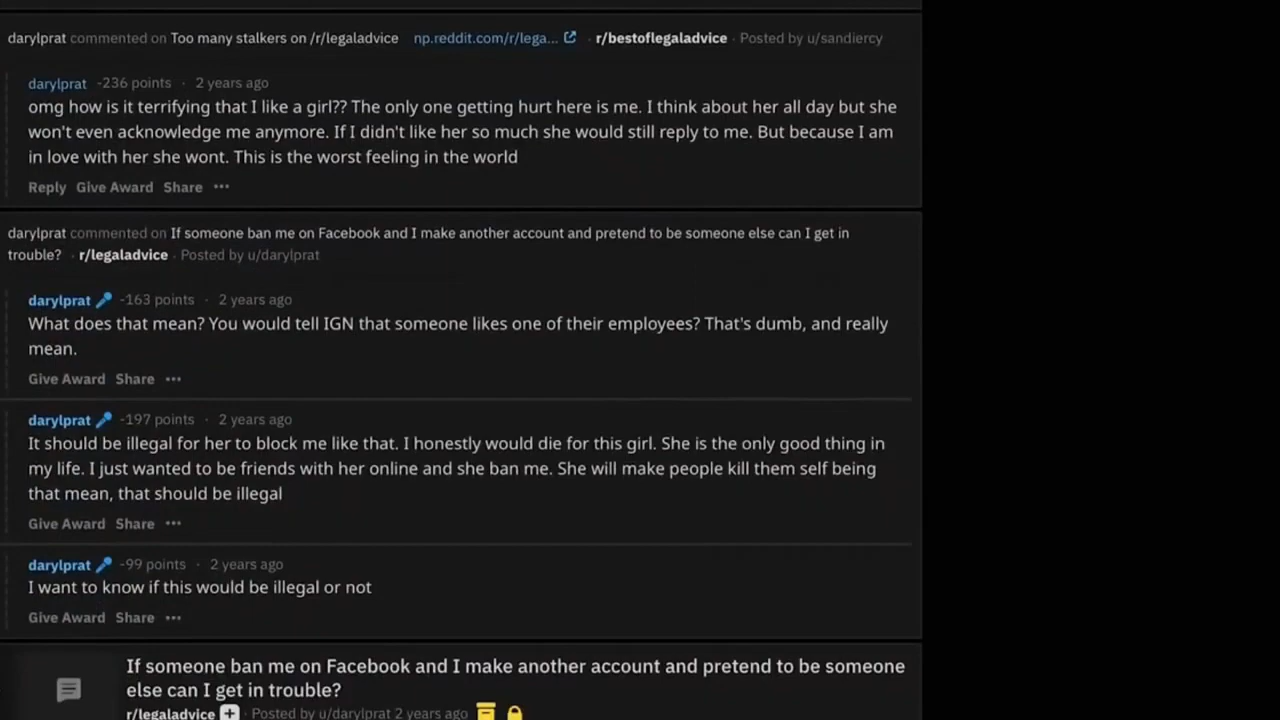 darylprat commented on Too many stalkers on /r/legaladvice np.reddit.com/r/lega... · r/bestoflegaladvice · Posted by u/sandiercy
darylprat -236 points · 2 years ago
omg how is it terrifying that I like a girl?? The only one getting hurt here is me. I think about her all day but she
won't even acknowledge me anymore. If I didn't like her so much she would still reply to me. But because I am
in love with her she wont. This is the worst feeling in the world
Reply Give Award Share ···
darylprat commented on If someone ban me on Facebook and I make another account and pretend to be someone else can I get in
trouble? · r/legaladvice · Posted by u/darylprat
darylprat -163 points · 2 years ago
What does that mean? You would tell IGN that someone likes one of their employees? That's dumb, and really
mean.
Give Award Share ···
darylprat -197 points · 2 years ago
It should be illegal for her to block me like that. I honestly would die for this girl. She is the only good thing in
my life. I just wanted to be friends with her online and she ban me. She will make people kill them self being
that mean, that should be illegal
Give Award Share ···
darylprat -99 points · 2 years ago
I want to know if this would be illegal or not
Give Award Share ···
If someone ban me on Facebook and I make another account and pretend to be someone
else can I get in trouble?
r/legaladvice · Posted by u/darylprat 2 years ago